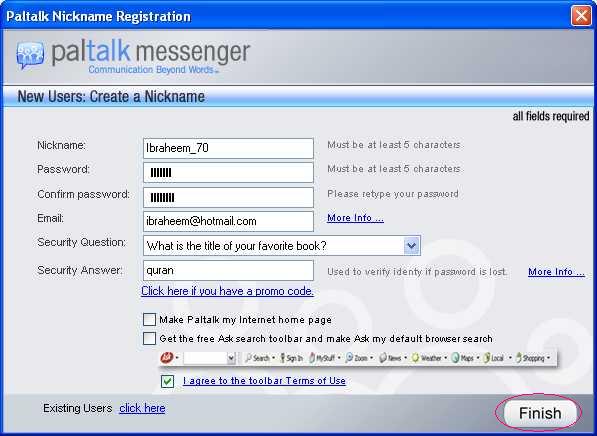 Paltalk Nickname Registration
paltalk messenger
Communication Beyond Words
New Users: Create a Nickname
all fields required
Nickname: Ibraheem_70 Must be at least 5 characters
Password: Must be at least 5 characters
Confirm password: Please retype your password
Email: ibraheem@hotmail.com More Info ...
Security Question: What is the title of your favorite book?
Security Answer: quran Used to verify identy if password is lost. More Info ...
Click here if you have a promo code.
Make Paltalk my Internet home page
Get the free Ask search toolbar and make Ask my default browser search
Ask Search Sign In MyStuff Zoom News Weather Maps Local Shopping
I agree to the toolbar Terms of Use
Existing Users click here
Finish